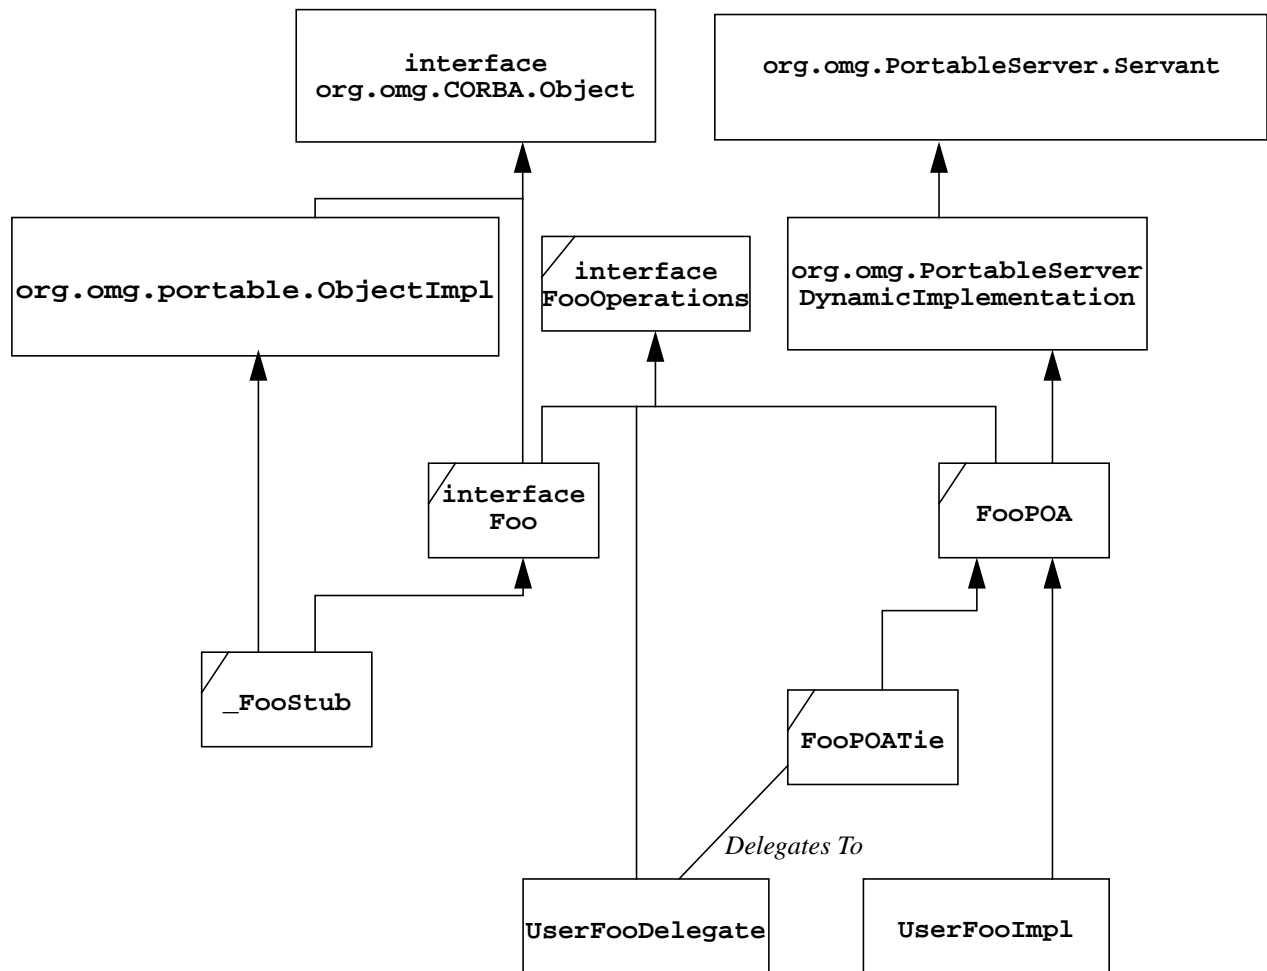 interface
org.omg.CORBA.Object
org.omg.PortableServer.Servant
org.omg.portable.ObjectImpl
interface
FooOperations
org.omg.PortableServer
DynamicImplementation
interface
Foo
FooPOA
_FooStub
FooPOATie
Delegates To
UserFooDelegate
UserFooImpl